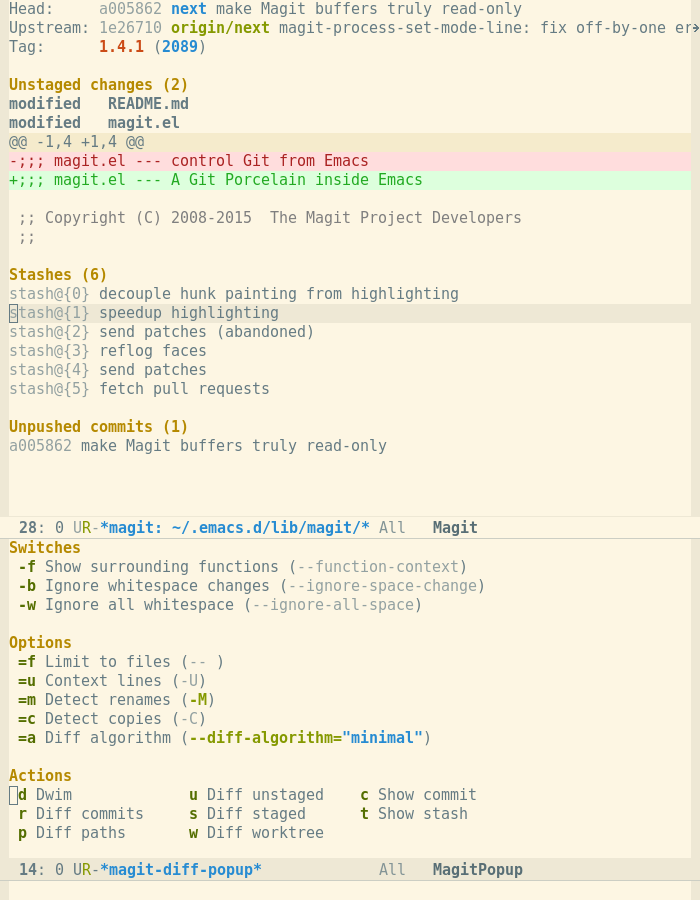 Head:     a005862 next make Magit buffers truly read-only
Upstream: 1e26710 origin/next magit-process-set-mode-line: fix off-by-one er→
Tag:      1.4.1 (2089)
Unstaged changes (2)
modified   README.md
modified   magit.el
@@ -1,4 +1,4 @@
-;;; magit.el --- control Git from Emacs
+;;; magit.el --- A Git Porcelain inside Emacs
 ;; Copyright (C) 2008-2015  The Magit Project Developers
 ;;
Stashes (6)
stash@{0} decouple hunk painting from highlighting
stash@{1} speedup highlighting
stash@{2} send patches (abandoned)
stash@{3} reflog faces
stash@{4} send patches
stash@{5} fetch pull requests
Unpushed commits (1)
a005862 make Magit buffers truly read-only
28: 0 UR-*magit: ~/.emacs.d/lib/magit/* All   Magit
Switches
 -f Show surrounding functions (--function-context)
 -b Ignore whitespace changes (--ignore-space-change)
 -w Ignore all whitespace (--ignore-all-space)
Options
 =f Limit to files (-- )
 =u Context lines (-U)
 =m Detect renames (-M)
 =c Detect copies (-C)
 =a Diff algorithm (--diff-algorithm="minimal")
Actions
 d Dwim             u Diff unstaged    c Show commit
 r Diff commits     s Diff staged      t Show stash
 p Diff paths       w Diff worktree
14: 0 UR-*magit-diff-popup*             All   MagitPopup